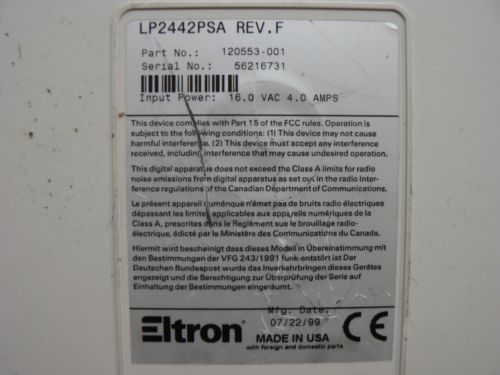 LP2442PSA REV.F
Part No.: 120553-001
Serial No.: 56216731
Input Power: 16.0 VAC 4.0 AMPS
This device complies with Part 15 of the FCC rules. Operation is
subject to the following conditions: (1) This device may not cause
harmful interference. (2) This device must accept any interference
received, including interference that may cause undesired operation.
This digital apparatus does not exceed the Class A limits for radio
noise emissions from digital apparatus as set out in the radio inter-
ference regulations of the Canadian Department of Communications.
Le présent appareil numérique n'émet pas de bruits radio électriques
dépassant les limites applicables aux appareils numériques de la
Class A, prescrites dans le Reglement sue le brouillage radio-
électrique, édicté par le Ministère des Communications du Canada.
Hiermit wird bescheinigt dass dieses Modell in Übereinstimmung mit
den Bestimmungen der VFG 243/1991 funk-entstört ist Der
Deutschen Bundespost wurde das Inverkehrbringen dieses Gerätes
angezeigt und die Berechtigung zur Überprüfung der Serie auf
Einhaltung der Bestimmungen eingeräumt.
Mfg. Date:
07/22/99
Eltron®
MADE IN USA
with foreign and domestic parts
CE